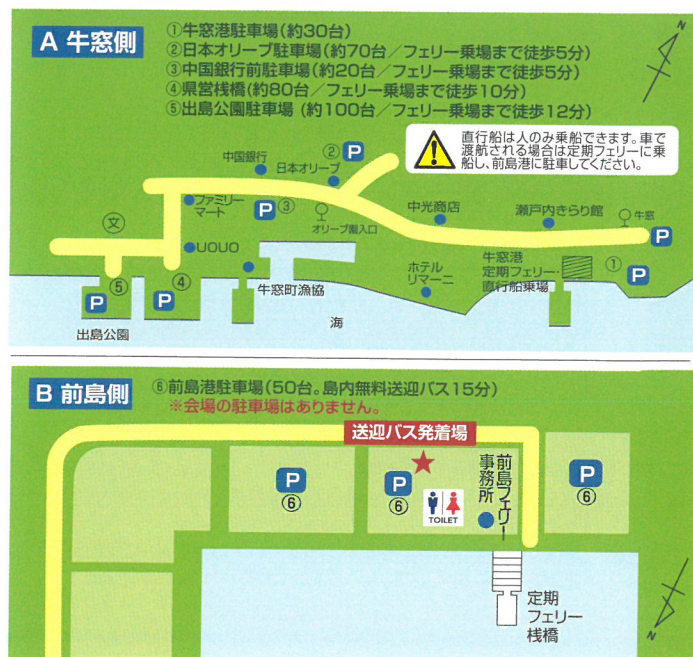 A 牛窓側
①牛窓港駐車場(約30台)
②日本オリーブ駐車場(約70台/フェリー乗場まで徒歩5分)
③中国銀行前駐車場(約20台/フェリー乗場まで徒歩5分)
④県営桟橋(約80台/フェリー乗場まで徒歩10分)
⑤出島公園駐車場 (約100台/フェリー乗場まで徒歩12分)
直行船は人のみ乗船できます。車で
渡航される場合は定期フェリーに乗
船し、前島港に駐車してください。
中国銀行
② P
日本オリーブ
ファミリー
マート
P ③
オリーブ園入口
中光商店
瀬戸内きらり館
牛窓
P
文
UOUO
牛窓町漁協
ホテル
リマーニ
牛窓港
定期フェリー・
直行船乗場
① P
P ⑤
P ④
出島公園
海
N
B 前島側
⑥前島港駐車場(50台。島内無料送迎バス15分)
※会場の駐車場はありません。
送迎バス発着場
P
⑥
P
⑥
TOILET
前島フェリー
事務所
P
⑥
定期
フェリー
桟橋
N